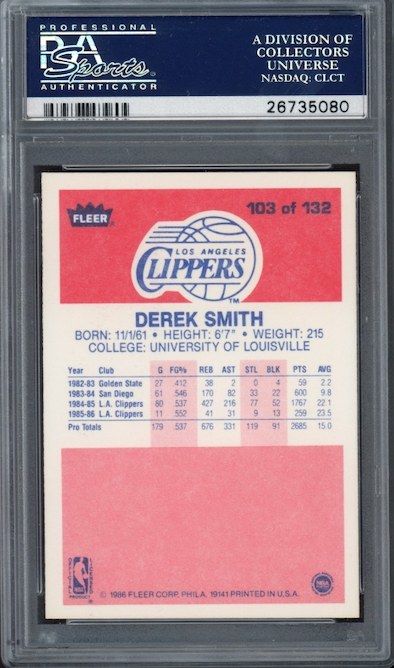 PROFESSIONAL
PSA
Sports
AUTHENTICATOR
A DIVISION OF
COLLECTORS
UNIVERSE
NASDAQ: CLCT
26735080
FLEER
103 of 132
LOS ANGELES
CLIPPERS
TM
DEREK SMITH
BORN: 11/1/61 • HEIGHT: 6'7" • WEIGHT: 215
COLLEGE: UNIVERSITY OF LOUISVILLE
Year Club G FG% REB AST STL BLK PTS AVG
1982-83 Golden State 27 .412 38 2 0 4 59 2.2
1983-84 San Diego 61 .546 170 82 33 22 600 9.8
1984-85 L.A. Clippers 80 .537 427 216 77 52 1767 22.1
1985-86 L.A. Clippers 11 .552 41 31 9 13 259 23.5
Pro Totals 179 .537 676 331 119 91 2685 15.0
NBA
PRODUCT
© 1986 FLEER CORP. PHILA. 19141 PRINTED IN U.S.A.